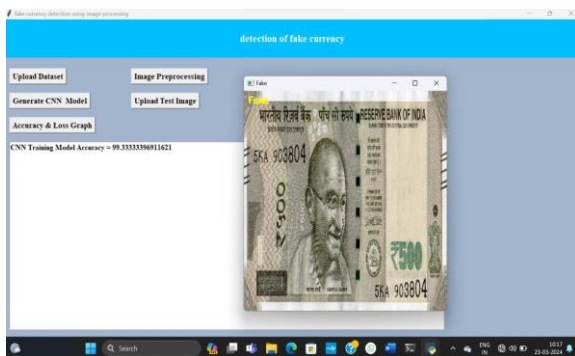 fake currency detection using image processing
detection of fake currency
Upload Dataset
Image Preprocessing
Generate CNN Model
Upload Test Image
Accuracy & Loss Graph
CNN Training Model Accuracy = 99.33333396911621
Fake
Fake
भारतीय रिज़र्व बैंक
पाँच सौ रुपये
RESERVE BANK OF INDIA
5KA 903804
₹500
₹500
5KA 903804
Search
ENG
IN
10:17
23-03-2024